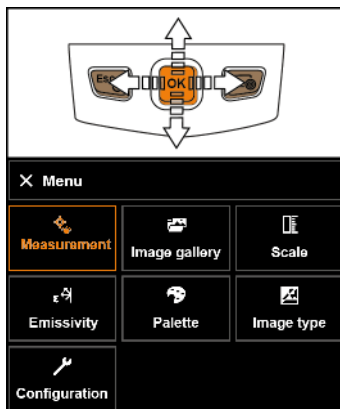 Esc
OK
Menu
Measurement
Image gallery
Scale
ε
Emissivity
Palette
Image type
Configuration